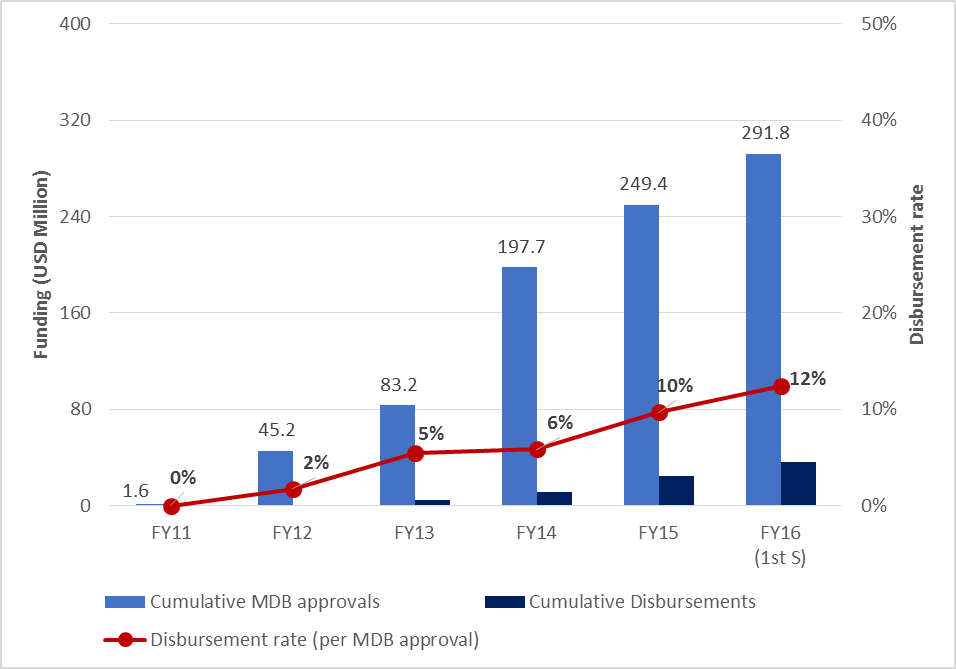 400
320
240
160
80
0
Funding (USD Million)
50%
40%
30%
20%
10%
0%
Disbursement rate
1.6
45.2
83.2
197.7
249.4
291.8
0%
2%
5%
6%
10%
12%
FY11
FY12
FY13
FY14
FY15
FY16
(1st S)
Cumulative MDB approvals
Cumulative Disbursements
Disbursement rate (per MDB approval)